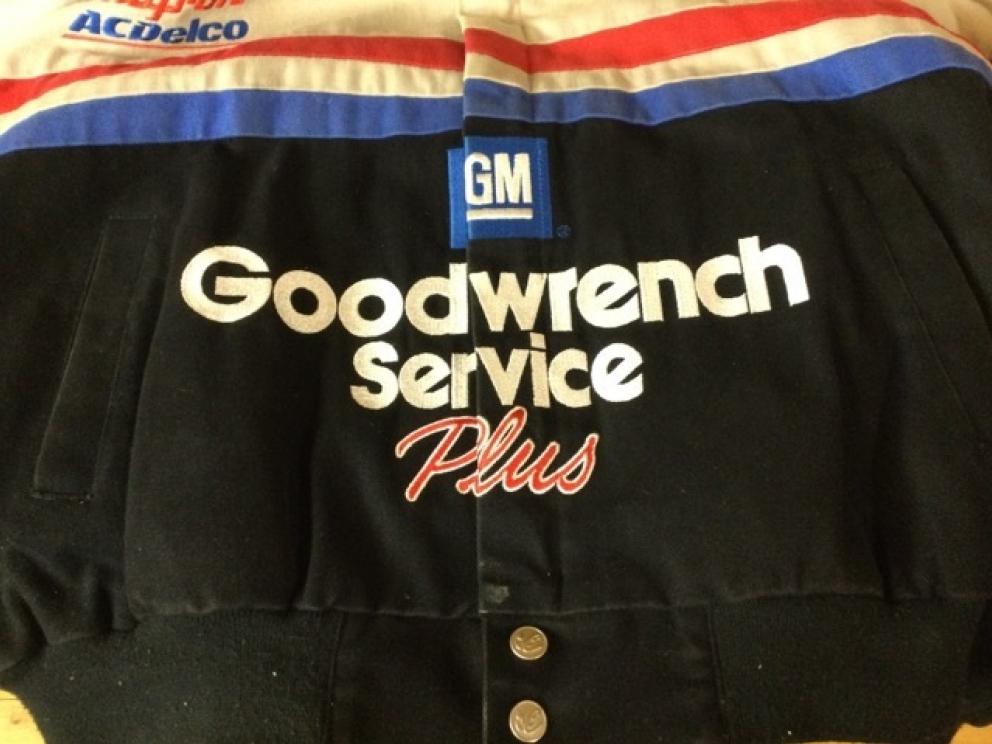 ACDelco
GM
®
Goodwrench
Service
Plus